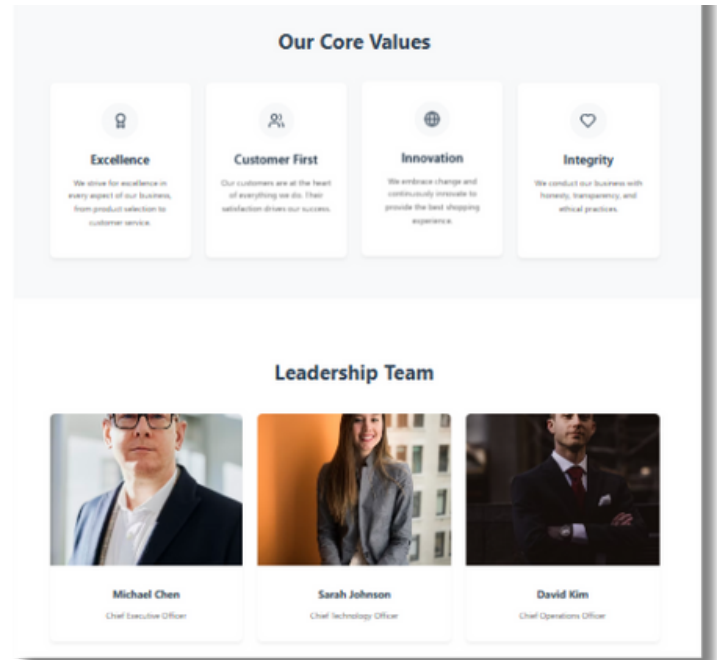 Our Core Values
Excellence
We strive for excellence in
every aspect of our business,
from product selection to
customer service.
Customer First
Our customers are at the heart
of everything we do. Their
satisfaction drives our success.
Innovation
We embrace change and
continuously innovate to
provide the best shopping
experience.
Integrity
We conduct our business with
honesty, transparency, and
ethical practices.
Leadership Team
Michael Chen
Chief Executive Officer
Sarah Johnson
Chief Technology Officer
David Kim
Chief Operations Officer